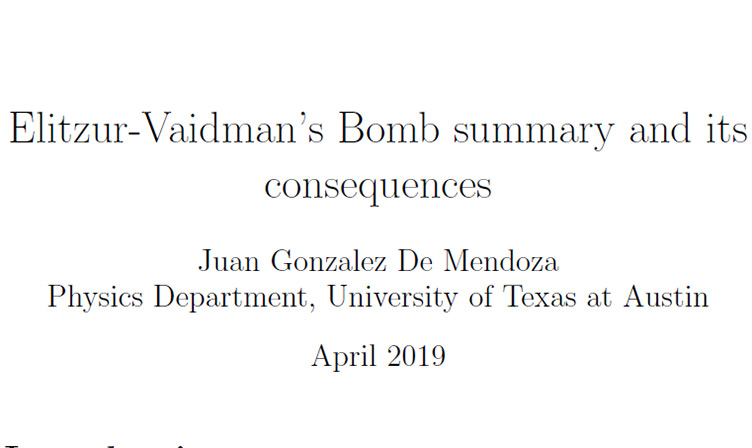 Elitzur-Vaidman's Bomb summary and its
consequences
Juan Gonzalez De Mendoza
Physics Department, University of Texas at Austin
April 2019